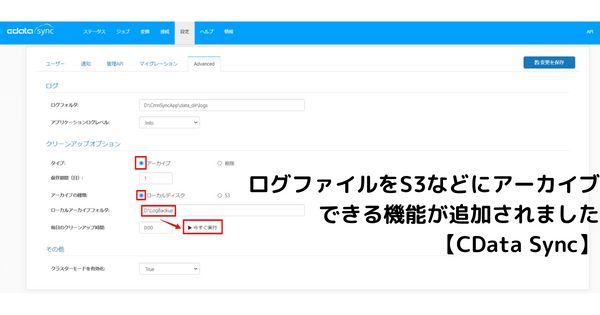 cdata sync ステータス ジョブ 変換 接続 設定 ヘルプ 情報 API
ユーザー 通知 管理API マイグレーション Advanced 変更を保存
ログ
ログフォルダ: D:\CmnSyncApp\data_dir\logs
アプリケーションログレベル: Info
クリーンアップオプション
タイプ: アーカイブ 削除
保存期間 (日): 1
アーカイブの種類: ローカルディスク S3
ローカルアーカイブフォルダ: D:\LogBackup
毎日のクリーンアップ時間: 0:00 今すぐ実行
その他
クラスターモードを有効化: True
ログファイルをS3などにアーカイブ
できる機能が追加されました
【CData Sync】